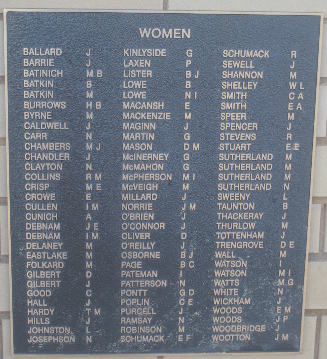 WOMEN
BALLARD J
BARRIE J
BATINICH M B
BATKIN B
BATKIN M
BURROWS H B
BYRNE M
CALDWELL J
CARR N
CHAMBERS M J
CHANDLER J
CLAYTON N
COLLINS R M
CRISP M E
CROWE E
CULLEN I M
CUNICH A
DEBNAM J E
DEBNAM I M
DELANEY M
EASTLAKE M
FOLKARD M
GILBERT D
GILBERT J
GOOD C
HALL J
HARDY T M
HILLS J
JOHNSTON L
JOSEPHSON N
KINLYSIDE G
LAXEN P
LISTER B J
LOWE B
LOWE N I
MACANSH E
MACKENZIE M
MAGINN J
MARTIN G
MASON D M
McINERNEY G
McMAHON G
McPHERSON M I
McVEIGH M
MILLARD J
NORRIE J M
O'BRIEN J
O'CONNOR J
OLIVER D
O'REILLY J
OSBORNE B J
PAGE B C
PATEMAN I
PATTERSON N
PONTT G D
POPLIN C E
PURCELL J
RAMSAY N
ROBINSON M
SCHUMACK E F
SCHUMACK R
SEWELL J
SHANNON M
SHELLEY W L
SMITH C A
SMITH E A
SPEER M
SPENCER J
STEVENS R
STUART E E
SUTHERLAND M
SUTHERLAND M
SUTHERLAND M
SUTHERLAND N
SWEENY L
TAUNTON B
THACKERAY J
THURLOW M
TOTTENHAM J
TRENGROVE D E
WALL M
WATSON I
WATSON M I
WATTS M G
WHITE N
WICKHAM J
WOODS E M
WOODS J P
WOODBRIDGE J
WOOTTON J M